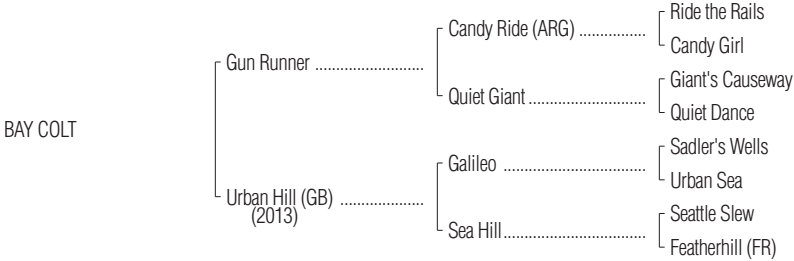 Ride the Rails
Candy Ride (ARG) ................
Candy Girl
Gun Runner ..........................
Giant's Causeway
Quiet Giant ............................
Quiet Dance
BAY COLT
Sadler's Wells
Galileo ..................................
Urban Sea
Urban Hill (GB) ....................
(2013)
Seattle Slew
Sea Hill..................................
Featherhill (FR)